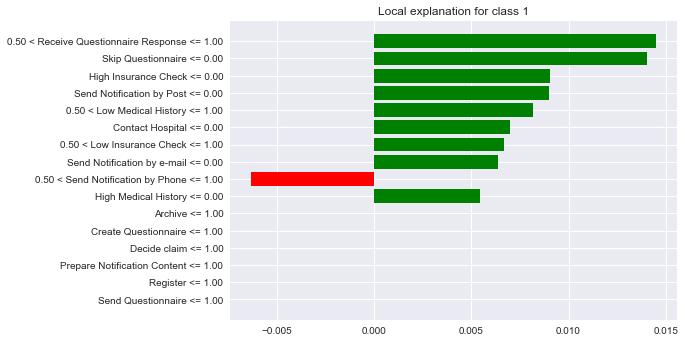 Local explanation for class 1
0.50 < Receive Questionnaire Response <= 1.00
Skip Questionnaire <= 0.00
High Insurance Check <= 0.00
Send Notification by Post <= 0.00
0.50 < Low Medical History <= 1.00
Contact Hospital <= 0.00
0.50 < Low Insurance Check <= 1.00
Send Notification by e-mail <= 0.00
0.50 < Send Notification by Phone <= 1.00
High Medical History <= 0.00
Archive <= 1.00
Create Questionnaire <= 1.00
Decide claim <= 1.00
Prepare Notification Content <= 1.00
Register <= 1.00
Send Questionnaire <= 1.00
−0.005 0.000 0.005 0.010 0.015